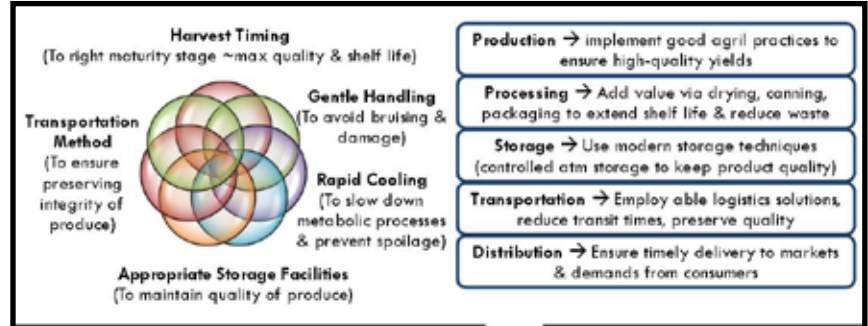 Harvest Timing
(To right maturity stage ~max quality & shelf life)
Gentle Handling
(To avoid bruising &
damage)
Rapid Cooling
(To slow down
metabolic processes
& prevent spoilage)
Appropriate Storage Facilities
(To maintain quality of produce)
Transportation
Method
(To ensure
preserving
integrity of
produce)
Production → implement good agril practices to
ensure high-quality yields
Processing → Add value via drying, canning,
packaging to extend shelf life & reduce waste
Storage → Use modern storage techniques
(controlled atm storage to keep product quality)
Transportation → Employ able logistics solutions,
reduce transit times, preserve quality
Distribution → Ensure timely delivery to markets
& demands from consumers